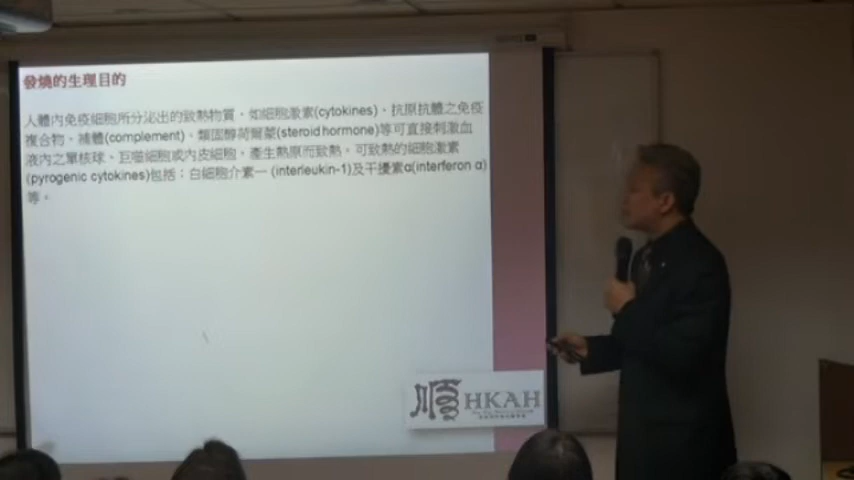 發燒的生理目的
人體內免疫細胞所分泌出的致熱物質,如細胞激素(cytokines)、抗原抗體之免疫
複合物、補體(complement)、類固醇荷爾蒙(steroid hormone)等可直接刺激血
液內之單核球、巨噬細胞或內皮細胞,產生熱原而致熱。可致熱的細胞激素
(pyrogenic cytokines)包括:白細胞介素一 (interleukin-1)及干擾素α(interferon α)
等。
順 HKAH